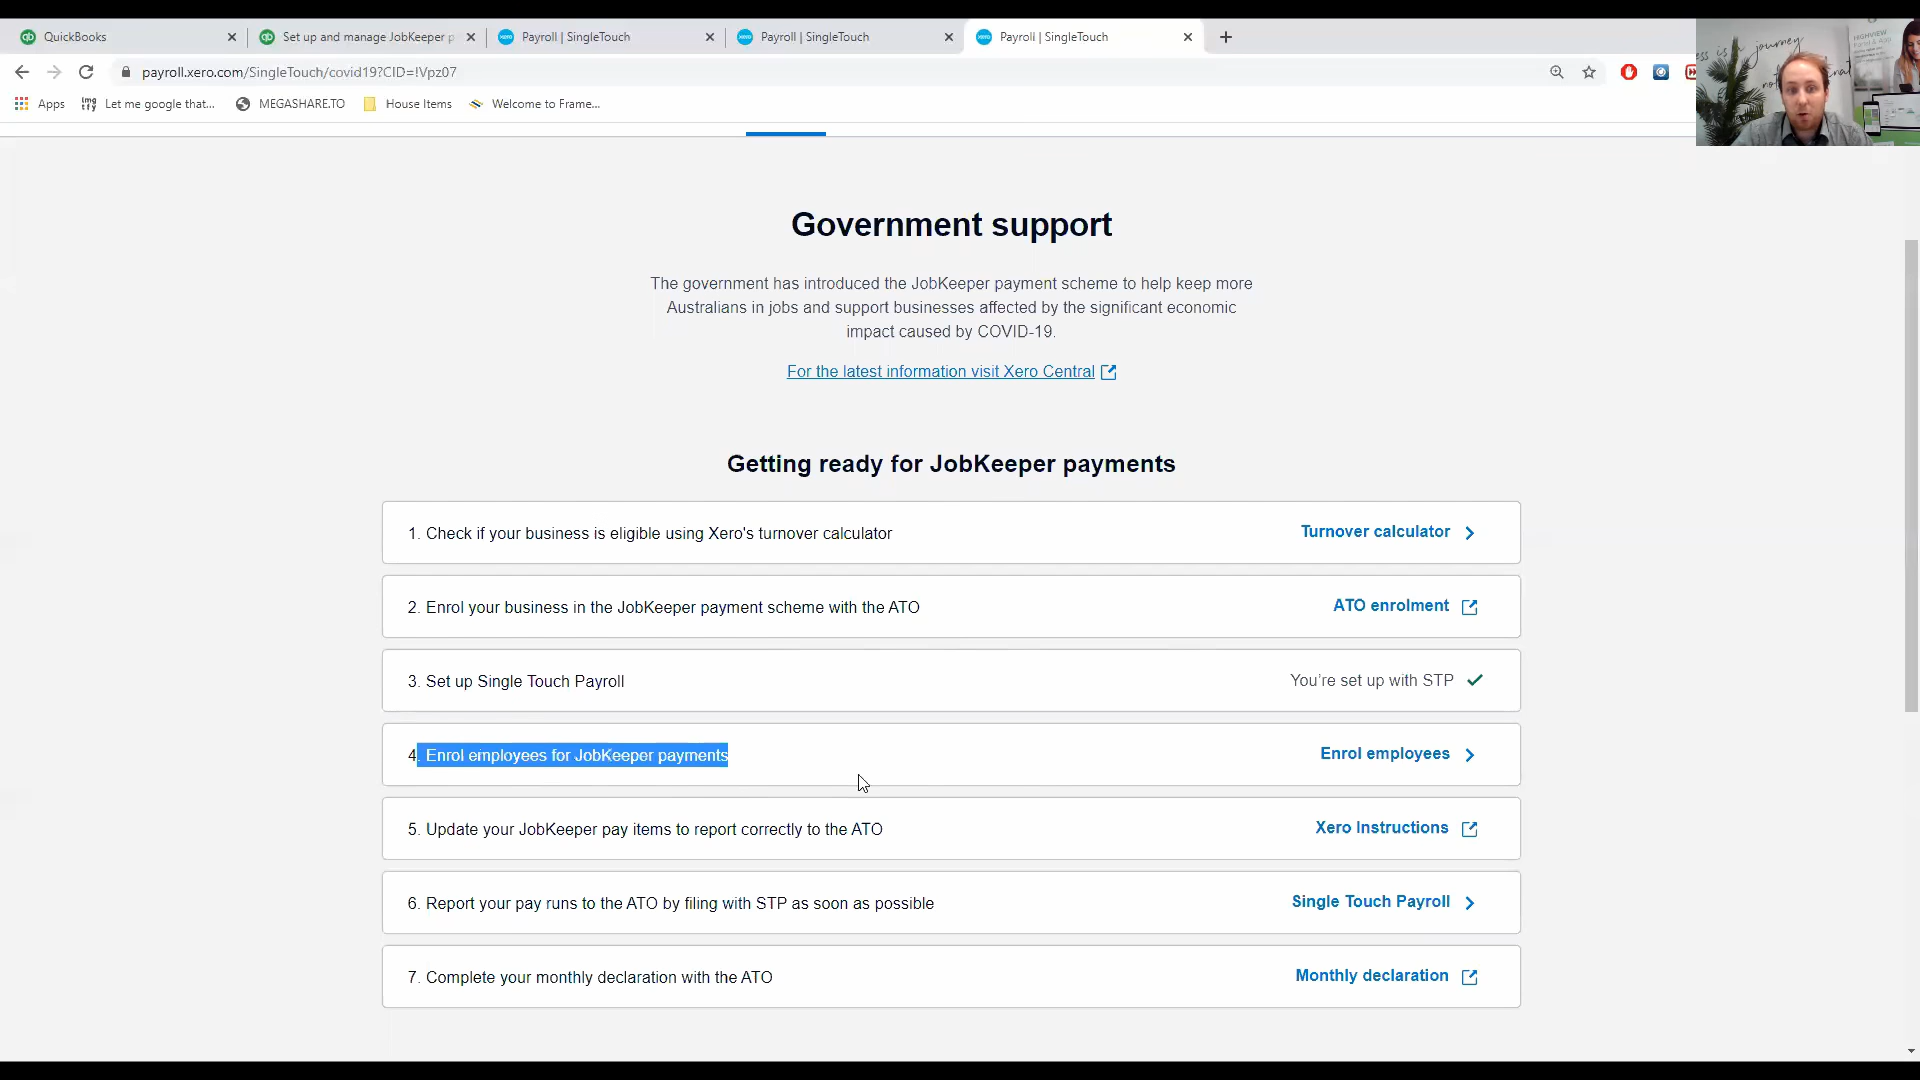 QuickBooks
Set up and manage JobKeeper p
Payroll | SingleTouch
Payroll | SingleTouch
Payroll | SingleTouch
payroll.xero.com/SingleTouch/covid19?CID=!Vpz07
Apps
Let me google that...
MEGASHARE.TO
House Items
Welcome to Frame...
HIGHVIEW
journey
Government support
The government has introduced the JobKeeper payment scheme to help keep more
Australians in jobs and support businesses affected by the significant economic
impact caused by COVID-19.
For the latest information visit Xero Central
Getting ready for JobKeeper payments
1. Check if your business is eligible using Xero's turnover calculator
Turnover calculator
2. Enrol your business in the JobKeeper payment scheme with the ATO
ATO enrolment
3. Set up Single Touch Payroll
You're set up with STP
4. Enrol employees for JobKeeper payments
Enrol employees
5. Update your JobKeeper pay items to report correctly to the ATO
Xero Instructions
6. Report your pay runs to the ATO by filing with STP as soon as possible
Single Touch Payroll
7. Complete your monthly declaration with the ATO
Monthly declaration